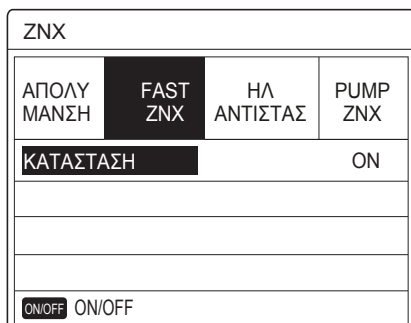 ZNX
ΑΠΟΛΥ
ΜΑΝΣΗ
FAST
ZNX
ΗΛ
ΑΝΤΙΣΤΑΣ
PUMP
ZNX
ΚΑΤΑΣΤΑΣΗ ON
ON/OFF ON/OFF